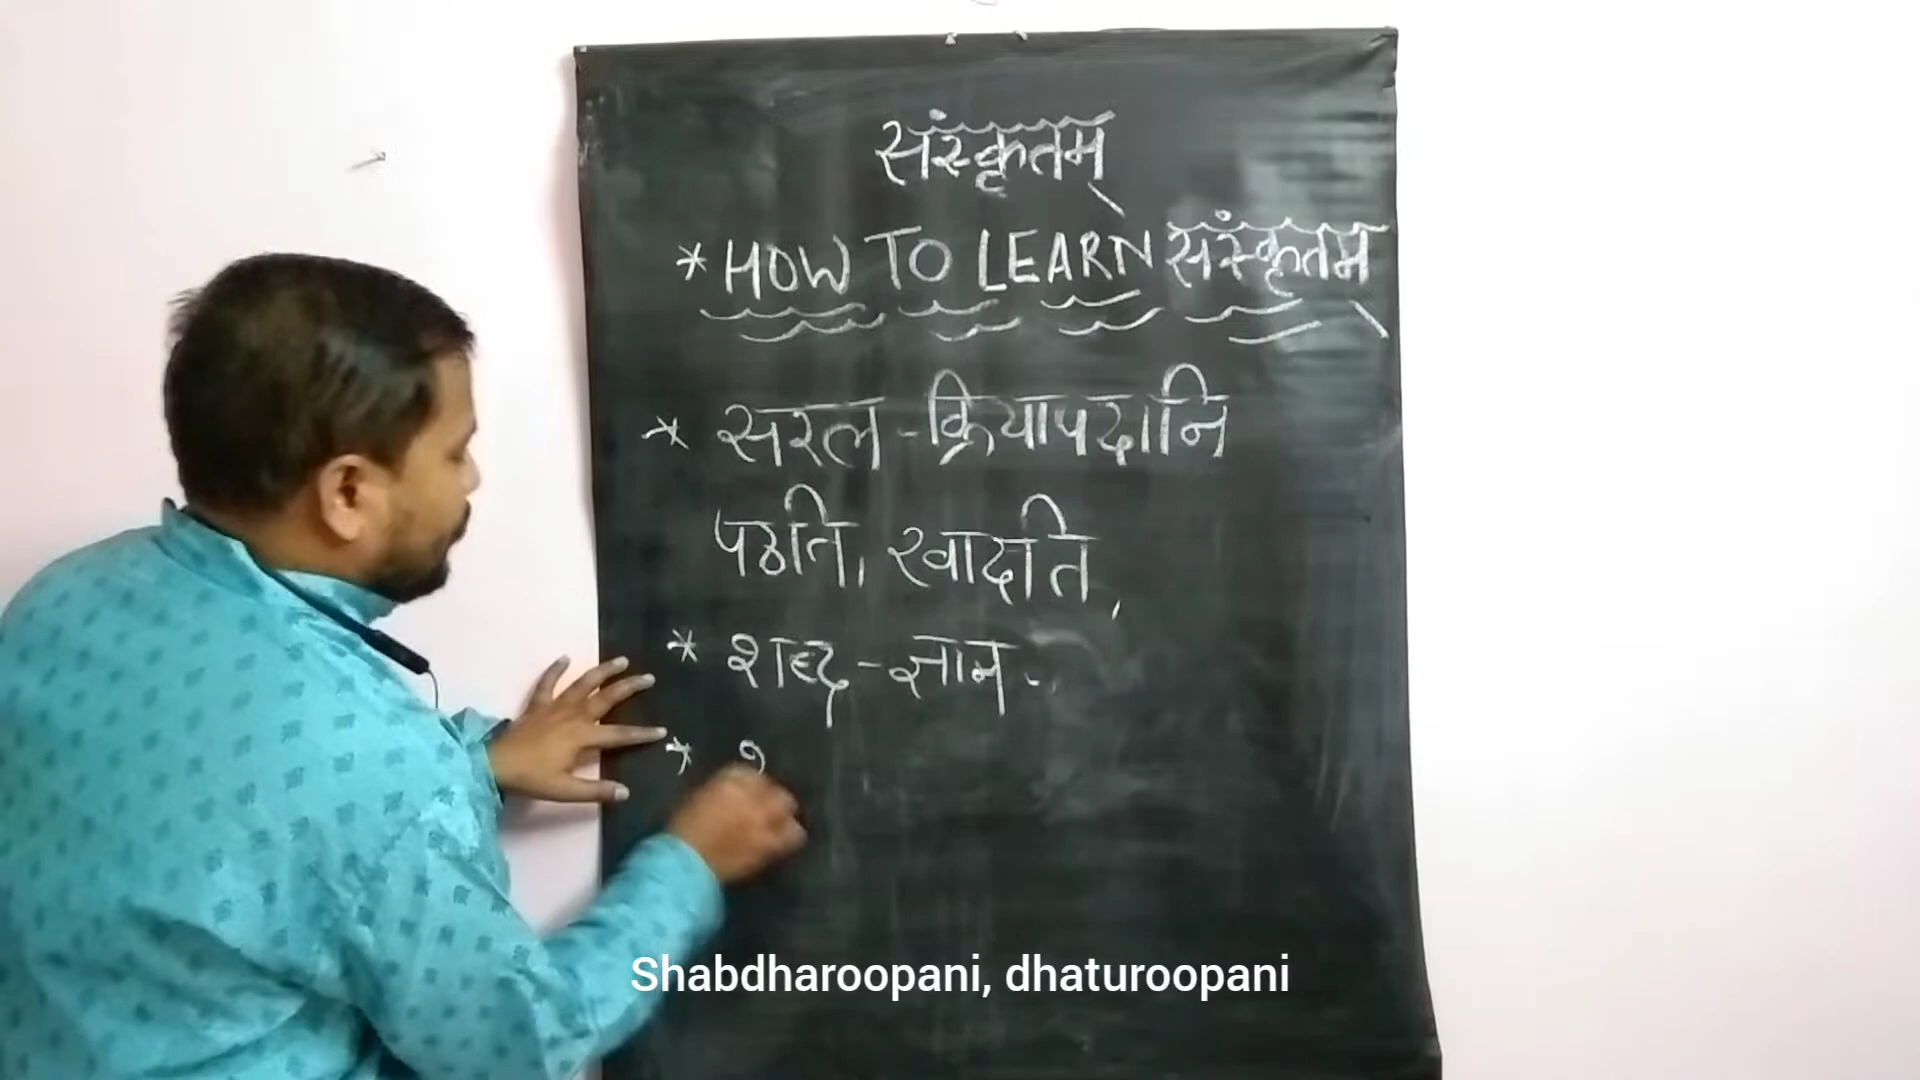 संस्कृतम्
* HOW TO LEARN संस्कृतम्
* सरल - क्रियापदानि
पठति, खादति,
* शब्द - ज्ञान -
*
Shabdharoopani, dhaturoopani